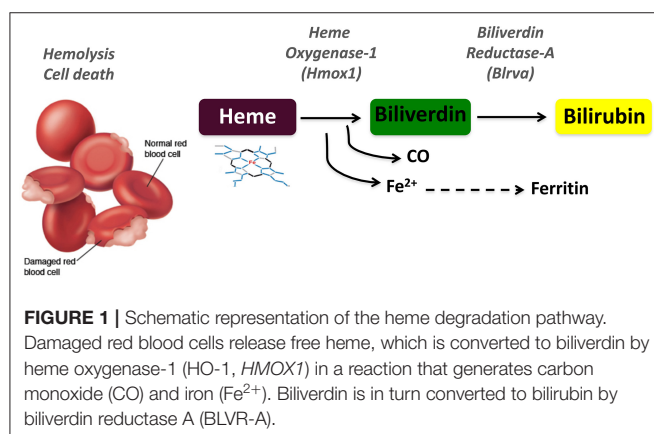 Hemolysis
Cell death
Heme
Oxygenase-1
(Hmox1)
Biliverdin
Reductase-A
(Blrva)
Heme
Biliverdin
Bilirubin
Normal red
blood cell
Fe
CO
Fe²⁺
Ferritin
Damaged red
blood cell
FIGURE 1 | Schematic representation of the heme degradation pathway.
Damaged red blood cells release free heme, which is converted to biliverdin by
heme oxygenase-1 (HO-1, HMOX1) in a reaction that generates carbon
monoxide (CO) and iron (Fe²⁺). Biliverdin is in turn converted to bilirubin by
biliverdin reductase A (BLVR-A).